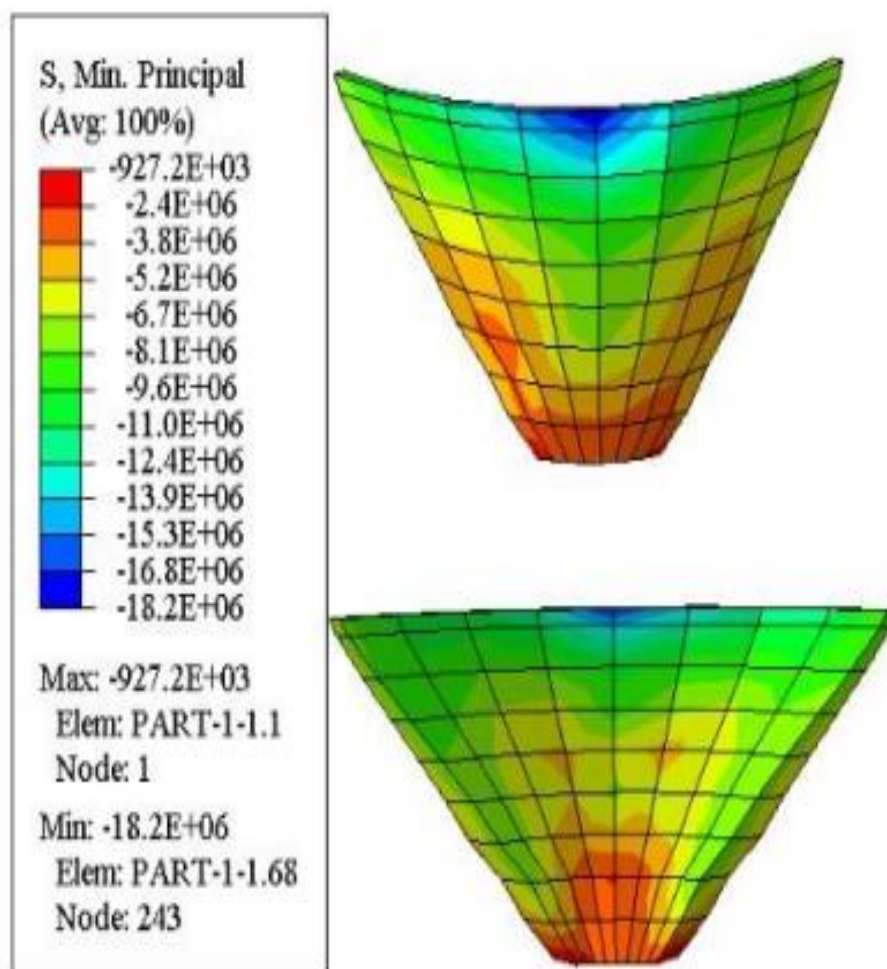 S, Min. Principal
(Avg: 100%)
-927.2E+03
-2.4E+06
-3.8E+06
-5.2E+06
-6.7E+06
-8.1E+06
-9.6E+06
-11.0E+06
-12.4E+06
-13.9E+06
-15.3E+06
-16.8E+06
-18.2E+06
Max: -927.2E+03
Elem: PART-1-1.1
Node: 1
Min: -18.2E+06
Elem: PART-1-1.68
Node: 243